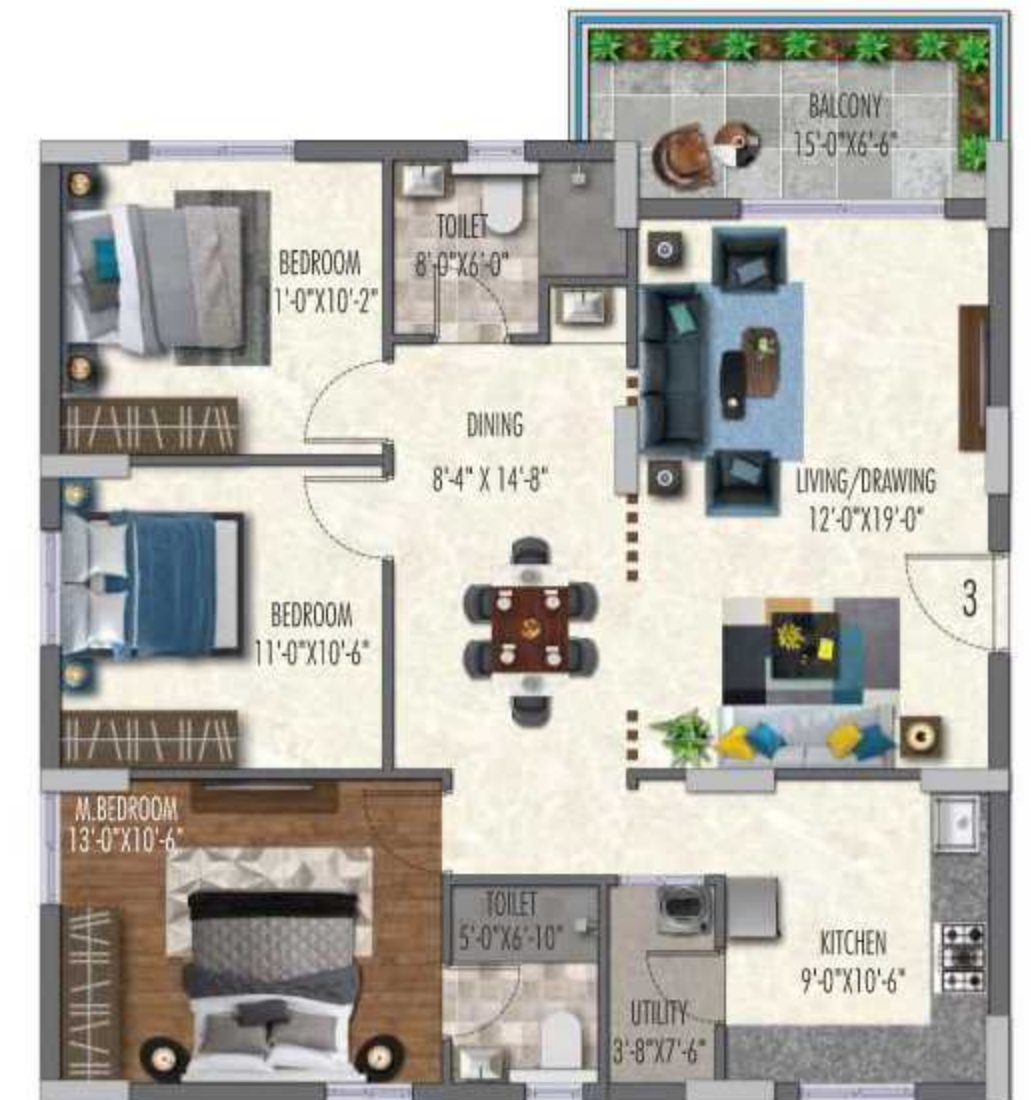 BALCONY
15'-0"X6'-6"
TOILET
8'-0"X6'-0"
BEDROOM
1'-0"X10'-2"
DINING
8'-4" X 14'-8"
LIVING/DRAWING
12'-0"X19'-0"
3
BEDROOM
11'-0"X10'-6"
M.BEDROOM
13'-0"X10'-6"
TOILET
5'-0"X6'-10"
KITCHEN
9'-0"X10'-6"
UTILITY
3'-8"X7'-6"